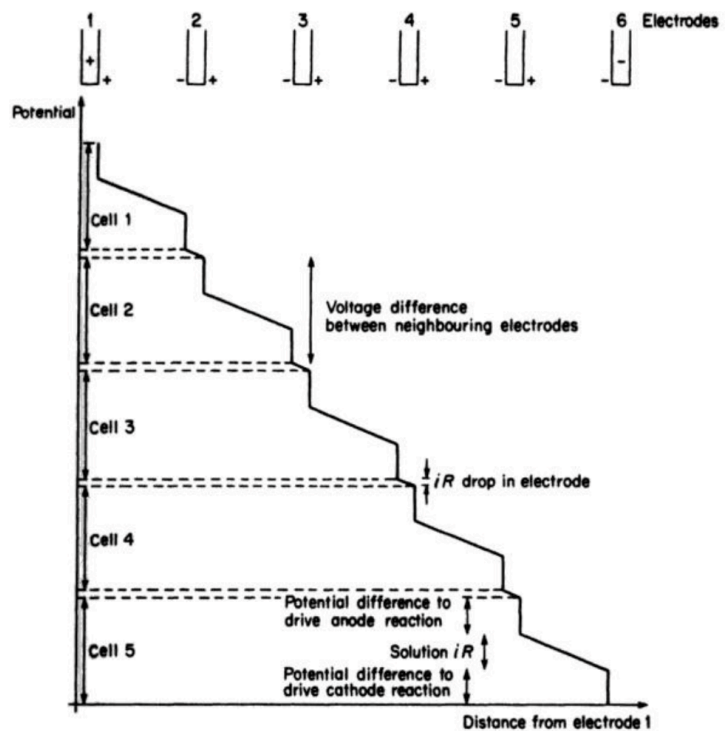 1 2 3 4 5 6 Electrodes
+ -
+ - + - + - + - + -
Potential
Cell 1
Cell 2
Voltage difference
between neighbouring electrodes
Cell 3
iR drop in electrode
Cell 4
Potential difference to
drive anode reaction
Solution iR
Cell 5
Potential difference to
drive cathode reaction
Distance from electrode 1